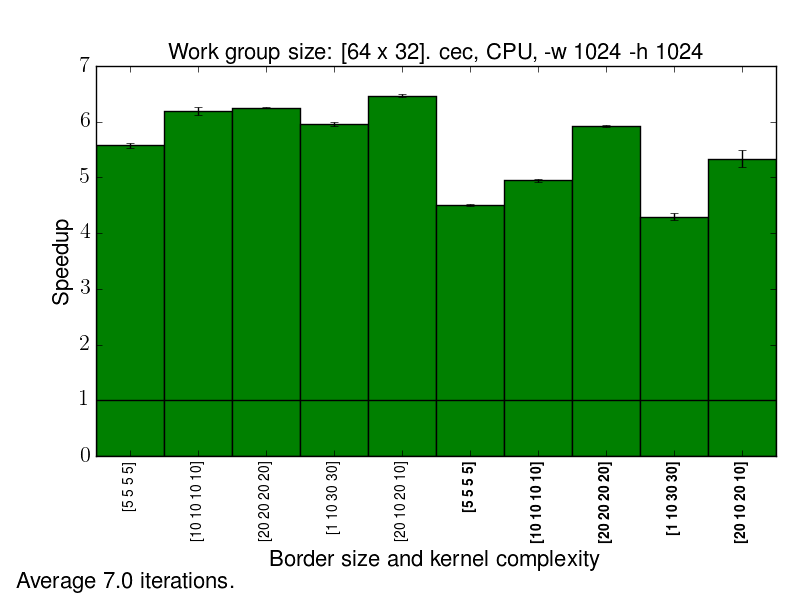 Work group size: [64 x 32]. cec, CPU, -w 1024 -h 1024
7
6
5
4
3
2
1
0
Speedup
[5 5 5 5]
[10 10 10 10]
[20 20 20 20]
[1 10 30 30]
[20 10 20 10]
[5 5 5 5]
[10 10 10 10]
[20 20 20 20]
[1 10 30 30]
[20 10 20 10]
Border size and kernel complexity
Average 7.0 iterations.